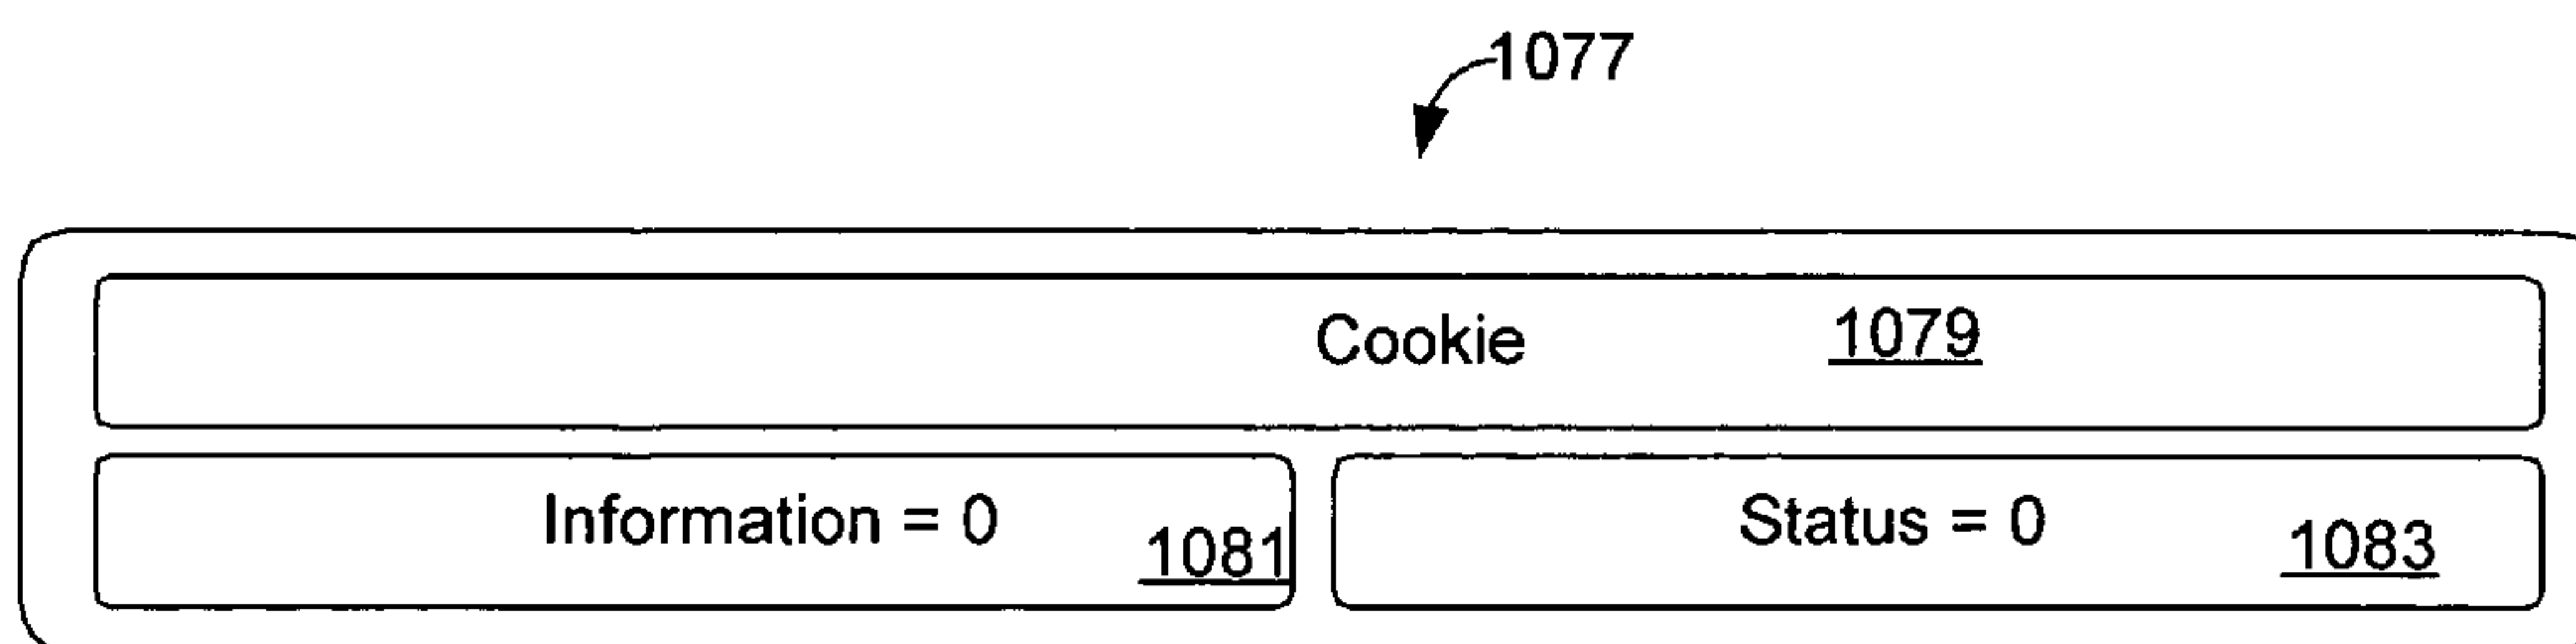 1077
Cookie 1079
Information = 0 1081
Status = 0 1083